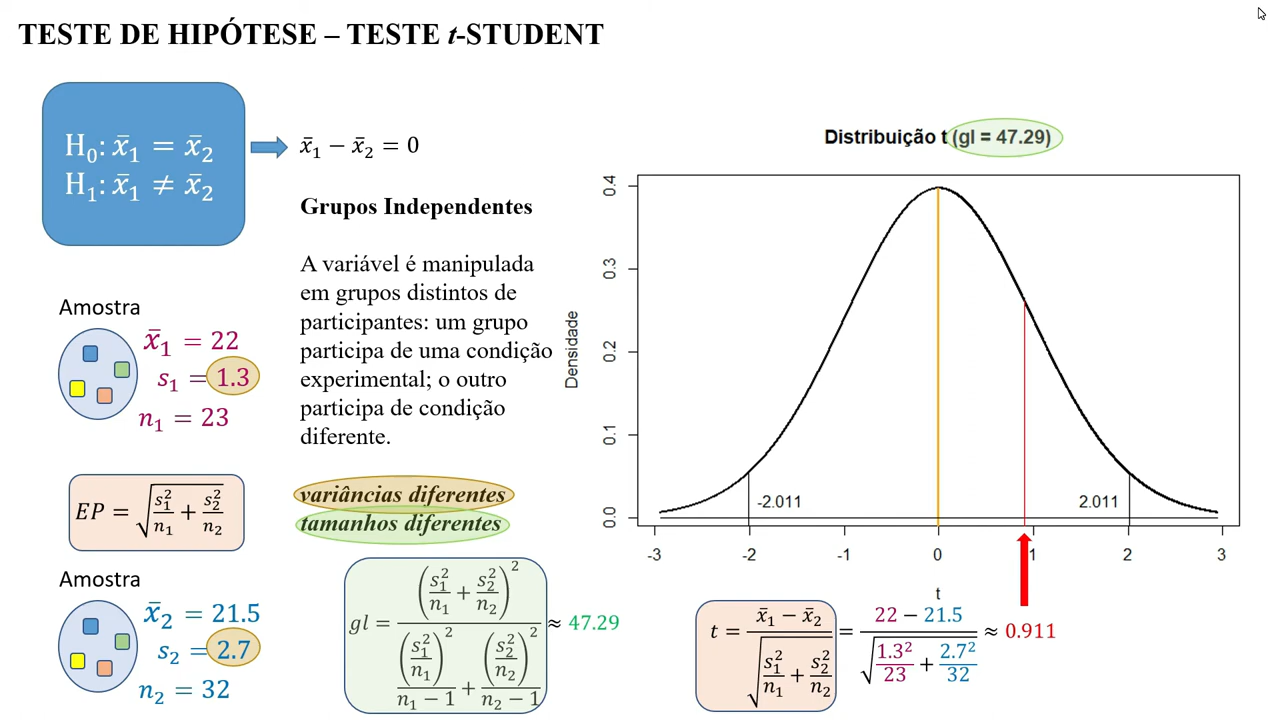 TESTE DE HIPÓTESE – TESTE t-STUDENT
H₀: x̄₁ = x̄₂
H₁: x̄₁ ≠ x̄₂
x̄₁ − x̄₂ = 0
Grupos Independentes
A variável é manipulada
em grupos distintos de
participantes: um grupo
participa de uma condição
experimental; o outro
participa de condição
diferente.
Amostra
x̄₁ = 22
s₁ = 1.3
n₁ = 23
EP = √(s₁²/n₁ + s₂²/n₂)
variâncias diferentes
tamanhos diferentes
Amostra
x̄₂ = 21.5
s₂ = 2.7
n₂ = 32
gl = (s₁²/n₁ + s₂²/n₂)² / ((s₁²/n₁)²/(n₁ − 1) + (s₂²/n₂)²/(n₂ − 1)) ≈ 47.29
Distribuição t (gl = 47.29)
Densidade
0.4
0.3
0.2
0.1
0.0
-2.011
2.011
-3 -2 -1 0 1 2 3
t
t = (x̄₁ − x̄₂)/√(s₁²/n₁ + s₂²/n₂) = (22 − 21.5)/√(1.3²/23 + 2.7²/32) ≈ 0.911